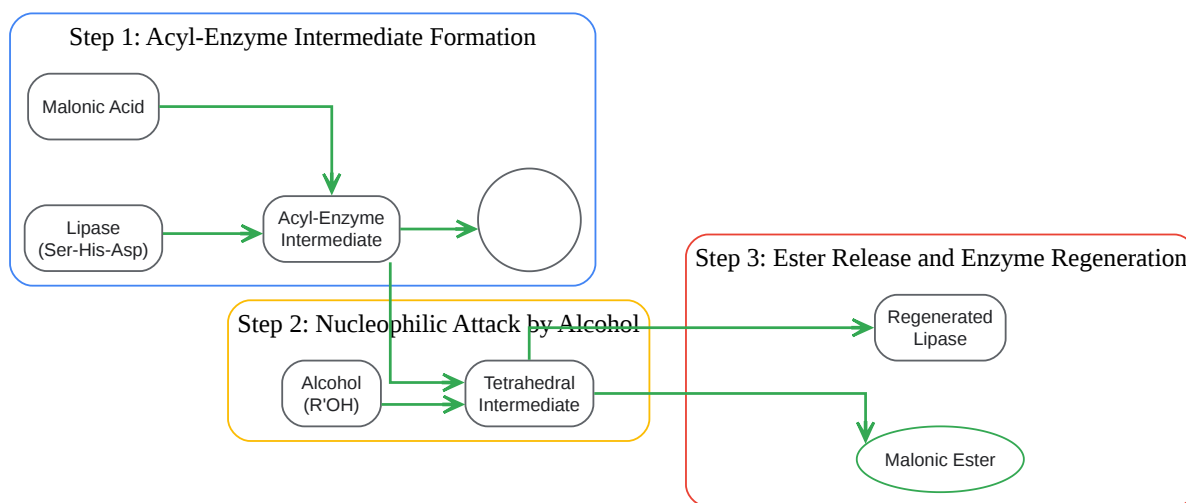 Step 1: Acyl-Enzyme Intermediate Formation
Malonic Acid
Lipase
(Ser-His-Asp)
Acyl-Enzyme
Intermediate
Step 2: Nucleophilic Attack by Alcohol
Alcohol
(R'OH)
Tetrahedral
Intermediate
Step 3: Ester Release and Enzyme Regeneration
Regenerated
Lipase
Malonic Ester